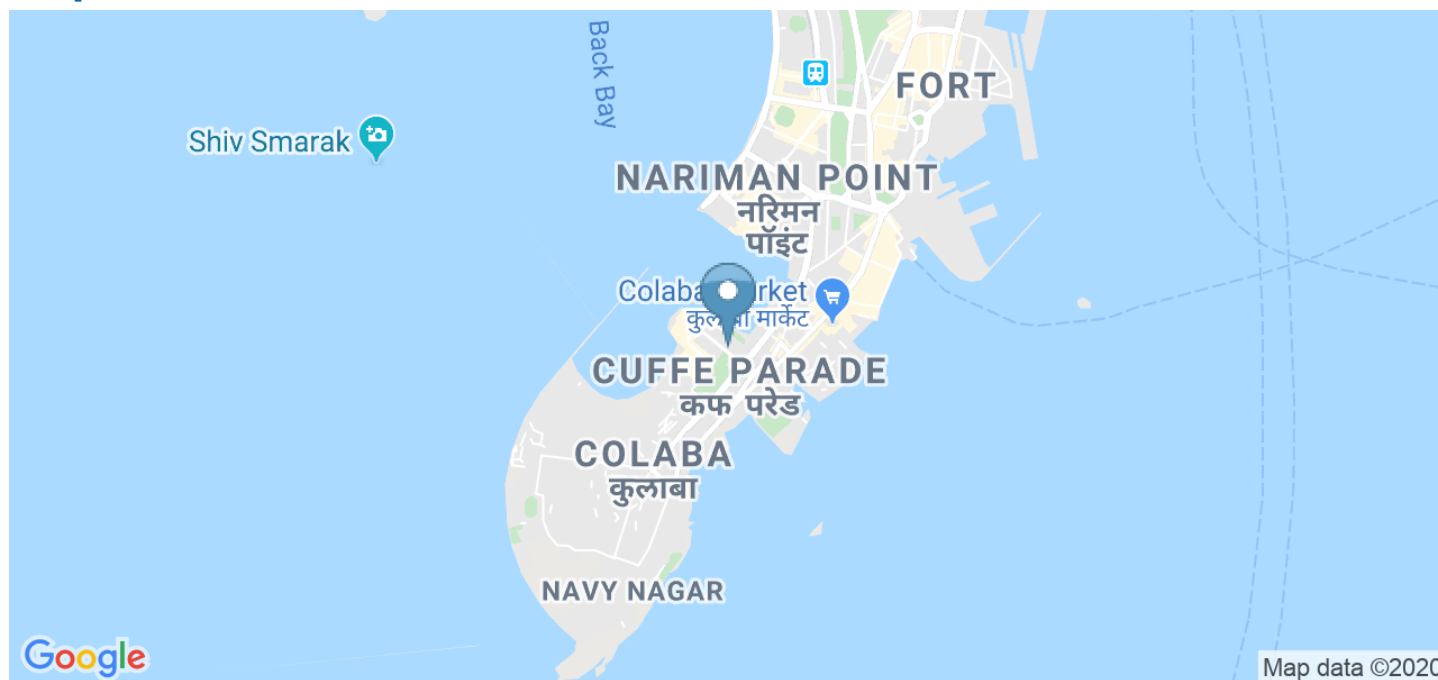 Back Bay
FORT
Shiv Smarak
NARIMAN POINT
नरिमन
पॉइंट
Colaba rket
कुल बा मार्केट
CUFFE PARADE
कफ परेड
COLABA
कुलाबा
NAVY NAGAR
Google
Map data ©2020